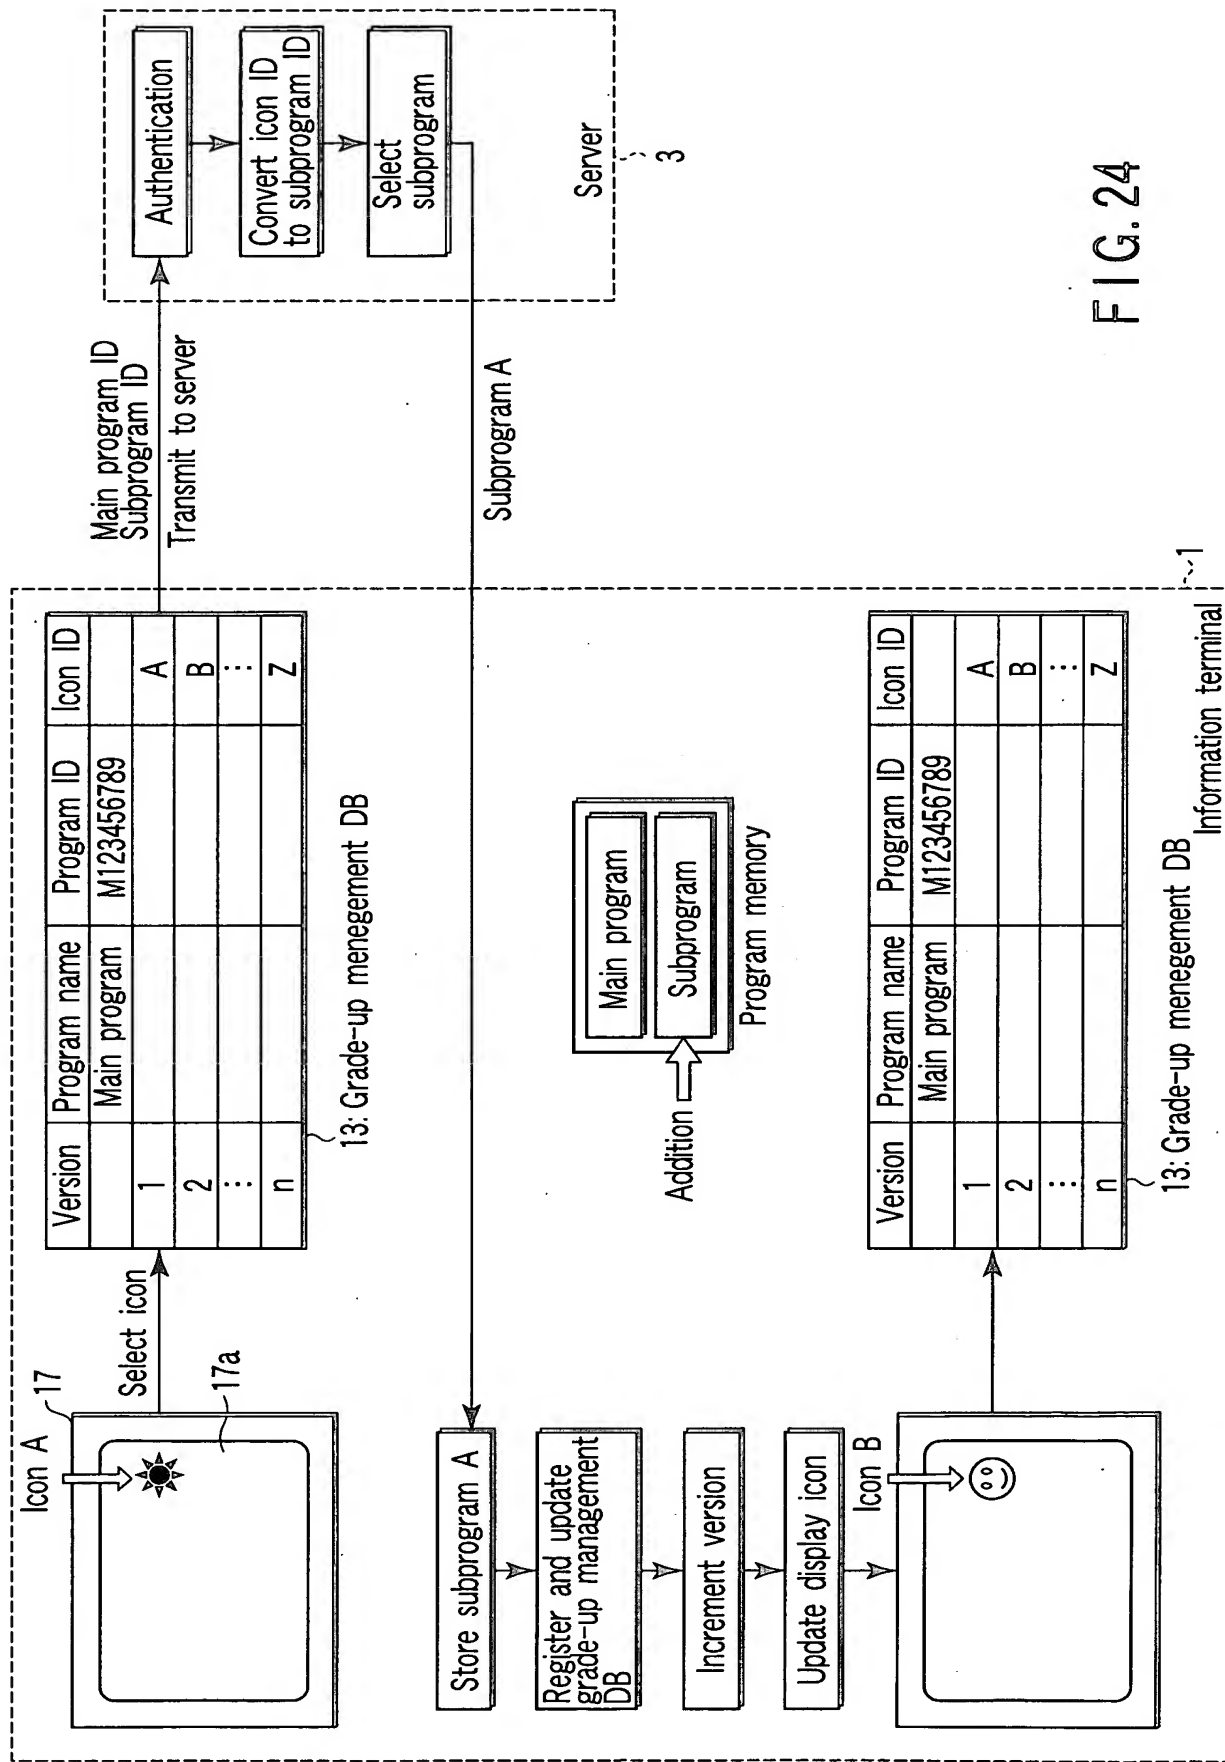 Icon A
17
17a
Select icon
Version Program name Program ID Icon ID
Main program M123456789
1 A
2 B
⋮ ⋮
n Z
13: Grade-up menegement DB
Main program ID
Subprogram ID
Transmit to server
Authentication
Convert icon ID
to subprogram ID
Select
subprogram
Server
3
Subprogram A
Store subprogram A
Register and update
grade-up management
DB
Increment version
Update display icon
Addition
Main program
Subprogram
Program memory
Icon B
Version Program name Program ID Icon ID
Main program M123456789
1 A
2 B
⋮ ⋮
n Z
13: Grade-up menegement DB
Information terminal
1
FIG. 24